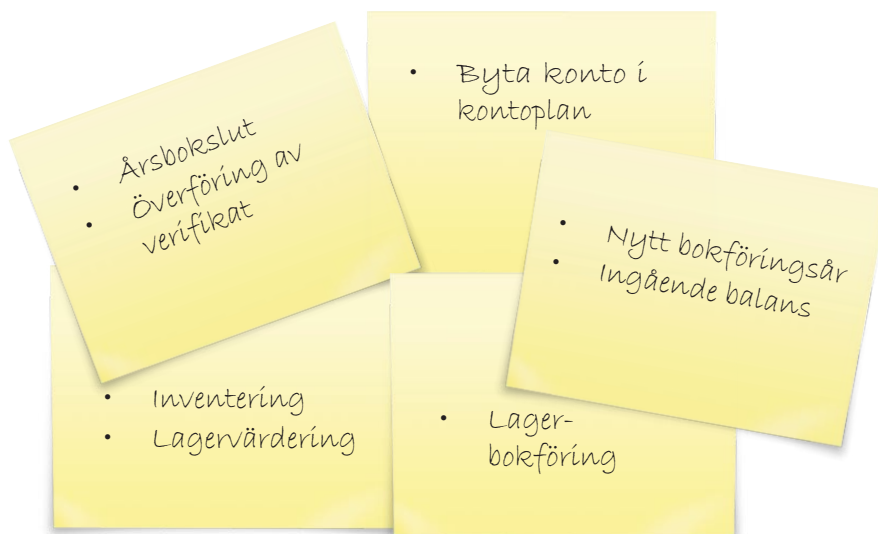 • Årsbokslut
• Överföring av
verifikat
• Byta konto i
kontoplan
• Nytt bokföringsår
• Ingående balans
• Inventering
• Lagervärdering
• Lager-
bokföring